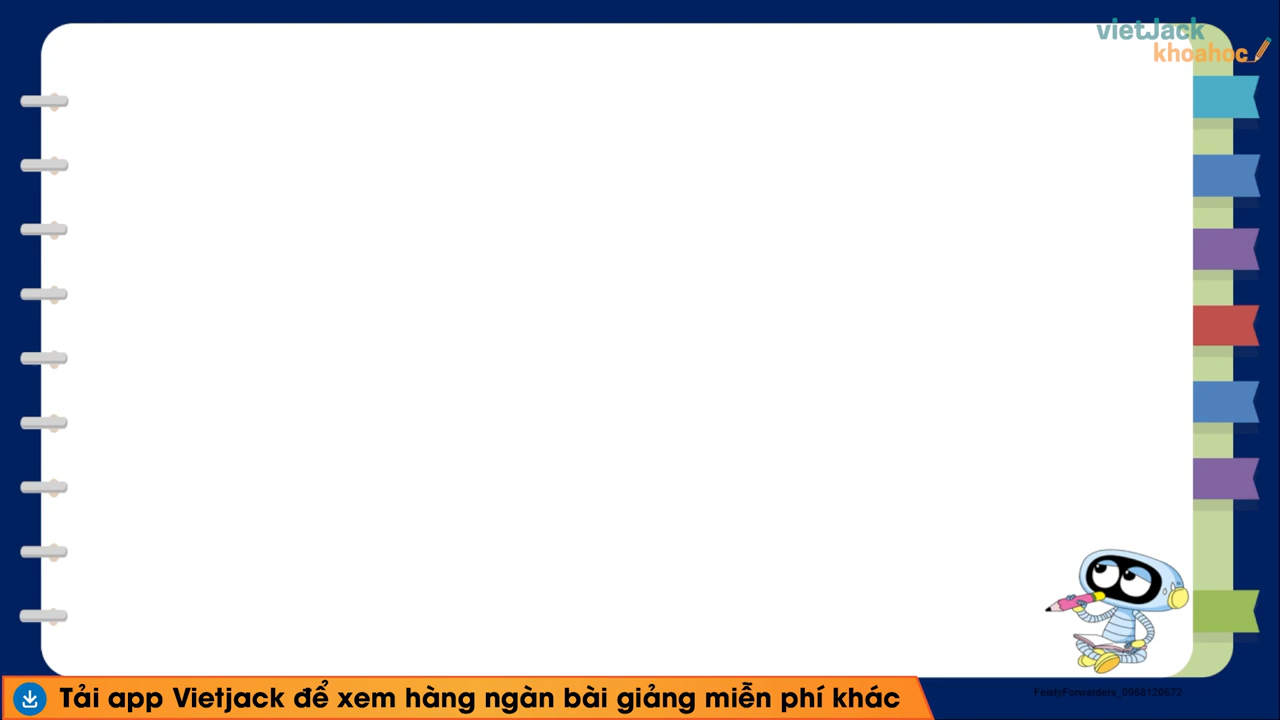 vietJack
khoahoc
Tải app Vietjack để xem hàng ngàn bài giảng miễn phí khác
FeistyForwarders_0968120672